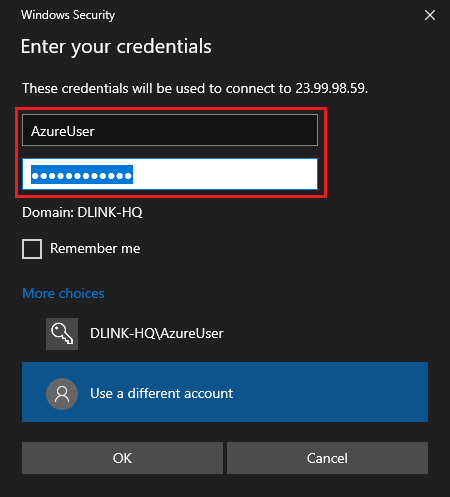 Windows Security
Enter your credentials
These credentials will be used to connect to 23.99.98.59.
AzureUser
●●●●●●●●●●●●
Domain: DLINK-HQ
Remember me
More choices
DLINK-HQ\AzureUser
Use a different account
OK Cancel